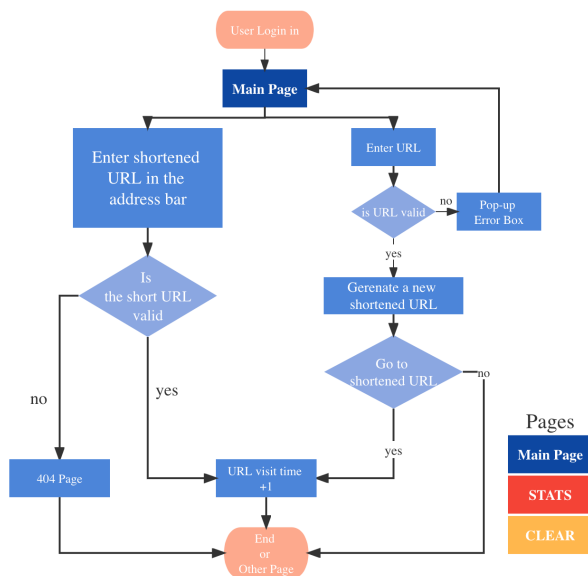 User Login in
Main Page
Enter shortened
URL in the
address bar
Enter URL
is URL valid
no
Pop-up
Error Box
yes
Is
the short URL
valid
Gerenate a new
shortened URL
Go to
shortened URL
no
no
yes
yes
Pages
Main Page
STATS
CLEAR
404 Page
URL visit time
+1
End
or
Other Page